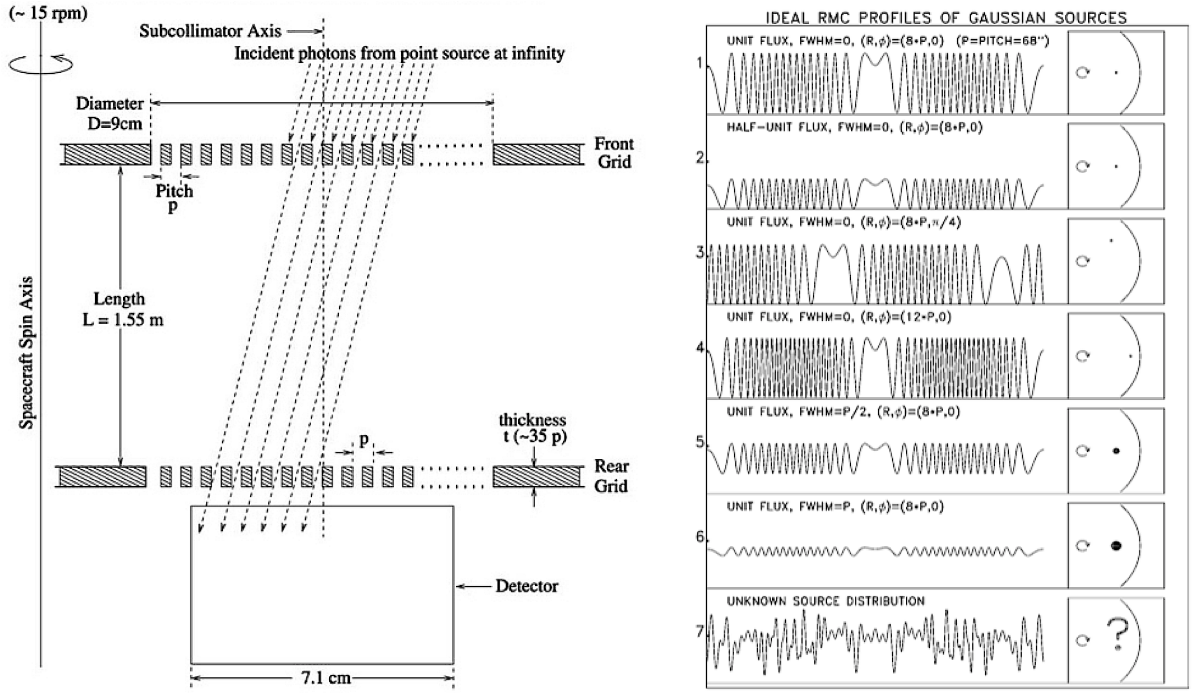 (~ 15 rpm)
Subcollimator Axis
Incident photons from point source at infinity
Diameter
D=9cm
Front
Grid
Pitch
p
Spacecraft Spin Axis
Length
L = 1.55 m
thickness
t (~35 p)
p
Rear
Grid
Detector
7.1 cm
IDEAL RMC PROFILES OF GAUSSIAN SOURCES
UNIT FLUX, FWHM=0, (R,φ)=(8*P,0) (P=PITCH=68")
1
HALF-UNIT FLUX, FWHM=0, (R,φ)=(8*P,0)
2
UNIT FLUX, FWHM=0, (R,φ)=(8*P,π/4)
3
UNIT FLUX, FWHM=0, (R,φ)=(12*P,0)
4
UNIT FLUX, FWHM=P/2, (R,φ)=(8*P,0)
5
UNIT FLUX, FWHM=P, (R,φ)=(8*P,0)
6
UNKNOWN SOURCE DISTRIBUTION
7
?